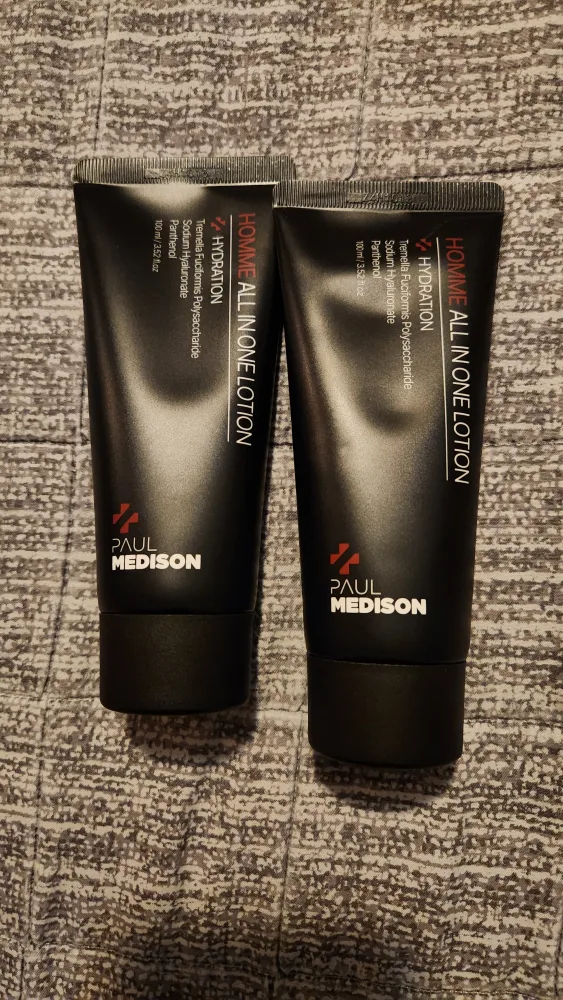 HOMME ALL IN ONE LOTION
HYDRATION
Tremella Fuciformis Polysaccharide
Sodium Hyaluronate
Panthenol
100 ml / 3.52 fl.oz
PAUL
MEDISON
HOMME ALL IN ONE LOTION
HYDRATION
Tremella Fuciformis Polysaccharide
Sodium Hyaluronate
Panthenol
100 ml / 3.52 fl.oz
PAUL
MEDISON